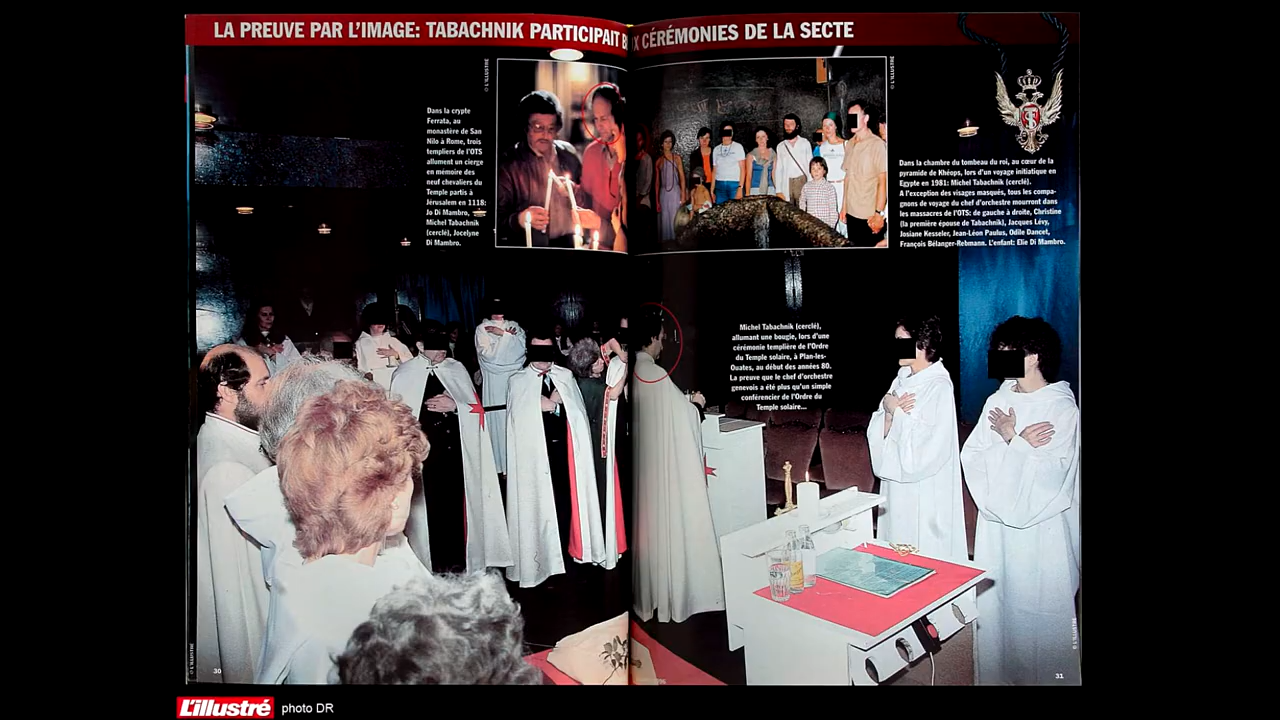 LA PREUVE PAR L'IMAGE: TABACHNIK PARTICIPAIT
X CÉRÉMONIES DE LA SECTE
Dans la crypte
Ferrata, au
monastère de San
Nilo à Rome, trois
templiers de l'OTS
allument un cierge
en mémoire des
neuf chevaliers du
Temple partis à
Jérusalem en 1118:
Jo Di Mambro,
Michel Tabachnik
(cerclé), Jocelyne
Di Mambro.
© L'ILLUSTRÉ
© L'ILLUSTRÉ
Dans la chambre du tombeau du roi, au cœur de la
pyramide de Khéops, lors d'un voyage initiatique en
Egypte en 1981: Michel Tabachnik (cerclé).
A l'exception des visages masqués, tous les compa-
gnons de voyage du chef d'orchestre mourront dans
les massacres de l'OTS: de gauche à droite, Christine
(la première épouse de Tabachnik), Jacques Lévy,
Josiane Kesseler, Jean-Léon Paulus, Odile Dancet,
François Bélanger-Rebmann. L'enfant: Elie Di Mambro.
Michel Tabachnik (cerclé),
allumant une bougie, lors d'une
cérémonie templière de l'Ordre
du Temple solaire, à Plan-les-
Ouates, au début des années 80.
La preuve que le chef d'orchestre
genevois a été plus qu'un simple
conférencier de l'Ordre du
Temple solaire...
© L'ILLUSTRÉ
© L'ILLUSTRÉ
30
31
L'illustré photo DR